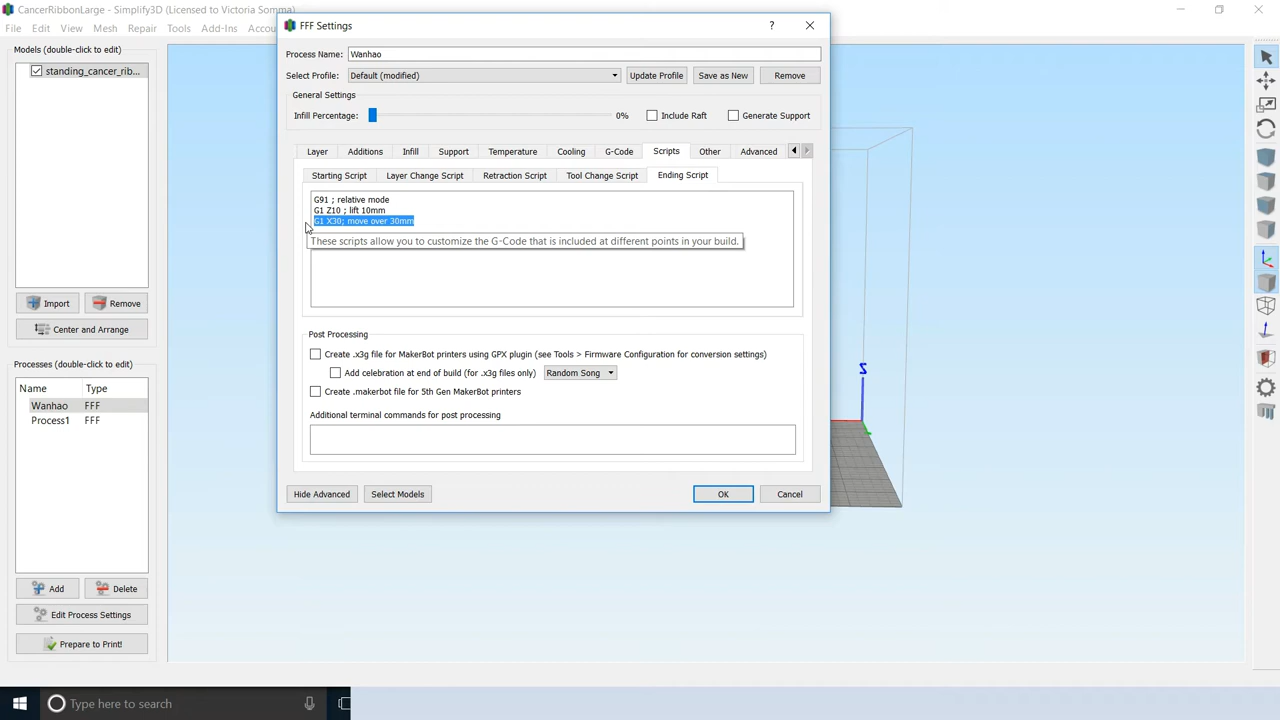 CancerRibbonLarge - Simplify3D (Licensed to Victoria Somma)
File Edit View Mesh Repair Tools Add-Ins Accou
Models (double-click to edit)
standing_cancer_rib...
Import Remove
Center and Arrange
Processes (double-click to edit)
Name Type
Wanhao FFF
Process1 FFF
Add Delete
Edit Process Settings
Prepare to Print!
FFF Settings
?
Process Name: Wanhao
Select Profile: Default (modified) Update Profile Save as New Remove
General Settings
Infill Percentage: 0% Include Raft Generate Support
Layer Additions Infill Support Temperature Cooling G-Code Scripts Other Advanced
Starting Script Layer Change Script Retraction Script Tool Change Script Ending Script
G91 ; relative mode
G1 Z10 ; lift 10mm
G1 X30; move over 30mm
These scripts allow you to customize the G-Code that is included at different points in your build.
Post Processing
Create .x3g file for MakerBot printers using GPX plugin (see Tools > Firmware Configuration for conversion settings)
Add celebration at end of build (for .x3g files only) Random Song
Create .makerbot file for 5th Gen MakerBot printers
Additional terminal commands for post processing
Hide Advanced Select Models OK Cancel
Z
Type here to search